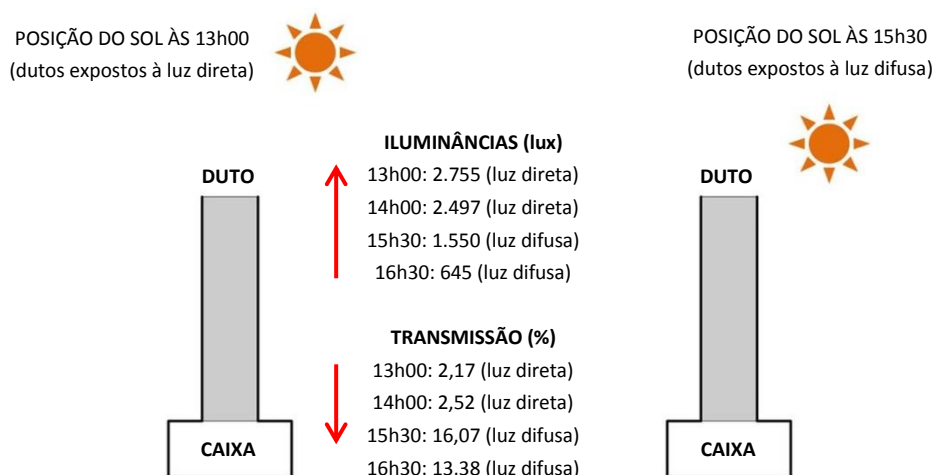 POSIÇÃO DO SOL ÀS 13h00
(dutos expostos à luz direta)
POSIÇÃO DO SOL ÀS 15h30
(dutos expostos à luz difusa)
DUTO
ILUMINÂNCIAS (lux)
13h00: 2.755 (luz direta)
14h00: 2.497 (luz direta)
15h30: 1.550 (luz difusa)
16h30: 645 (luz difusa)
TRANSMISSÃO (%)
13h00: 2,17 (luz direta)
14h00: 2,52 (luz direta)
15h30: 16,07 (luz difusa)
16h30: 13,38 (luz difusa)
CAIXA
DUTO
CAIXA